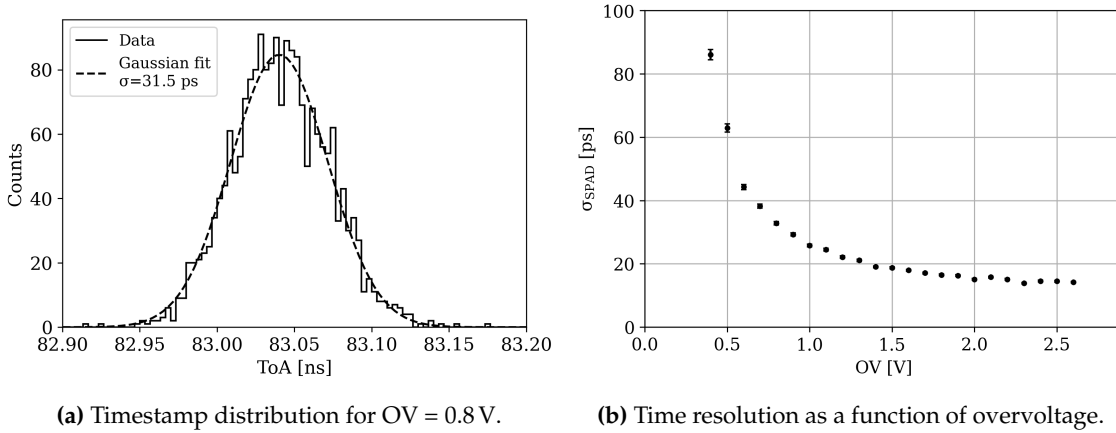 Data
Gaussian fit
σ=31.5 ps
80
60
40
20
0
Counts
82.90 82.95 83.00 83.05 83.10 83.15 83.20
ToA [ns]
(a) Timestamp distribution for OV = 0.8 V.
100
80
60
40
20
0
σSPAD [ps]
0.0 0.5 1.0 1.5 2.0 2.5
OV [V]
(b) Time resolution as a function of overvoltage.